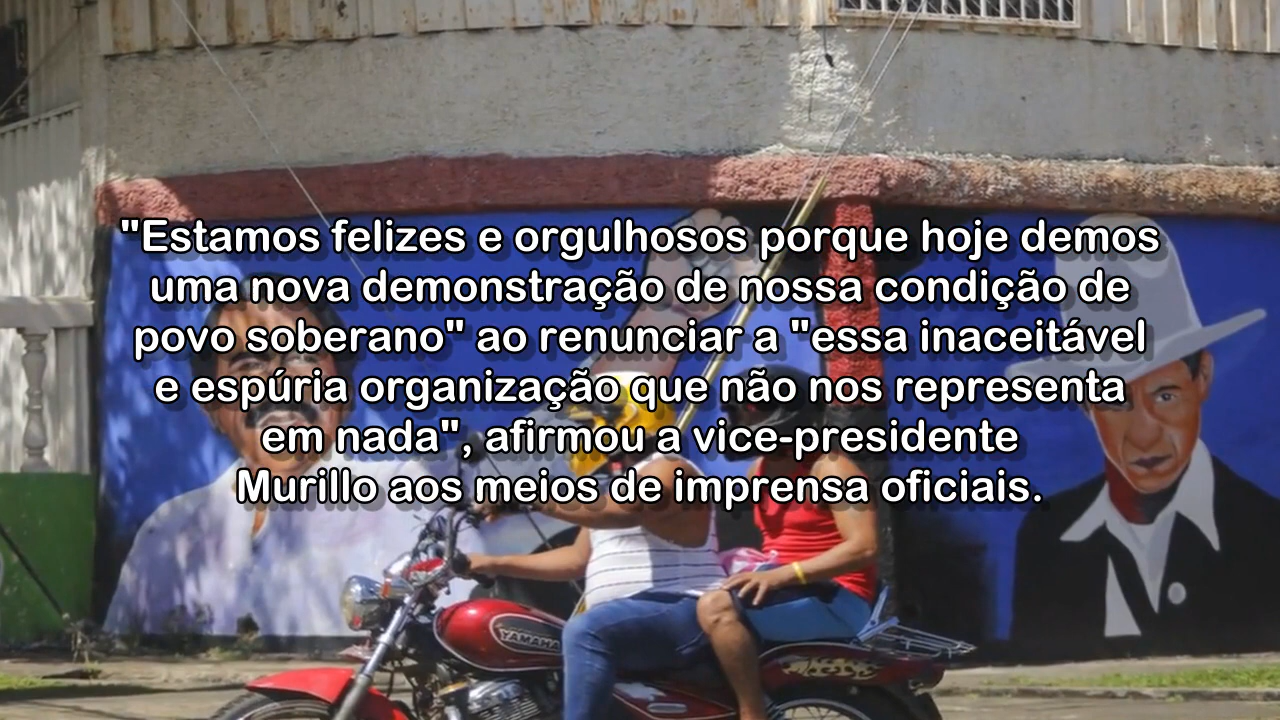 "Estamos felizes e orgulhosos porque hoje demos
uma nova demonstração de nossa condição de
povo soberano" ao renunciar a "essa inaceitável
e espúria organização que não nos representa
em nada", afirmou a vice-presidente
Murillo aos meios de imprensa oficiais.
YAMAHA